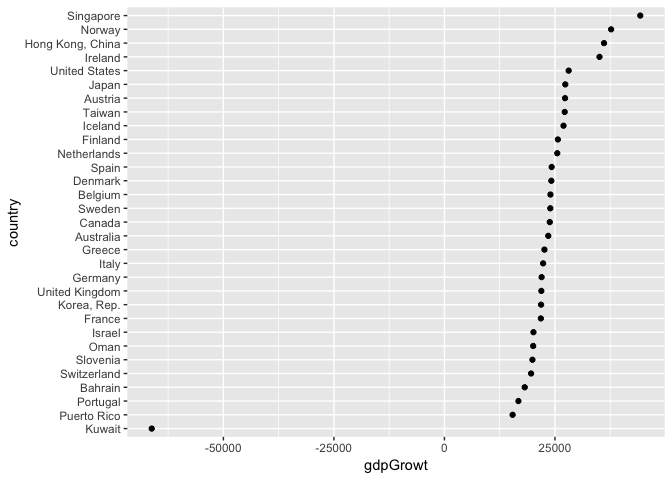 Singapore
Norway
Hong Kong, China
Ireland
United States
Japan
Austria
Taiwan
Iceland
Finland
Netherlands
Spain
Denmark
Belgium
Sweden
Canada
Australia
Greece
Italy
Germany
United Kingdom
Korea, Rep.
France
Israel
Oman
Slovenia
Switzerland
Bahrain
Portugal
Puerto Rico
Kuwait
country
-50000 -25000 0 25000
gdpGrowt